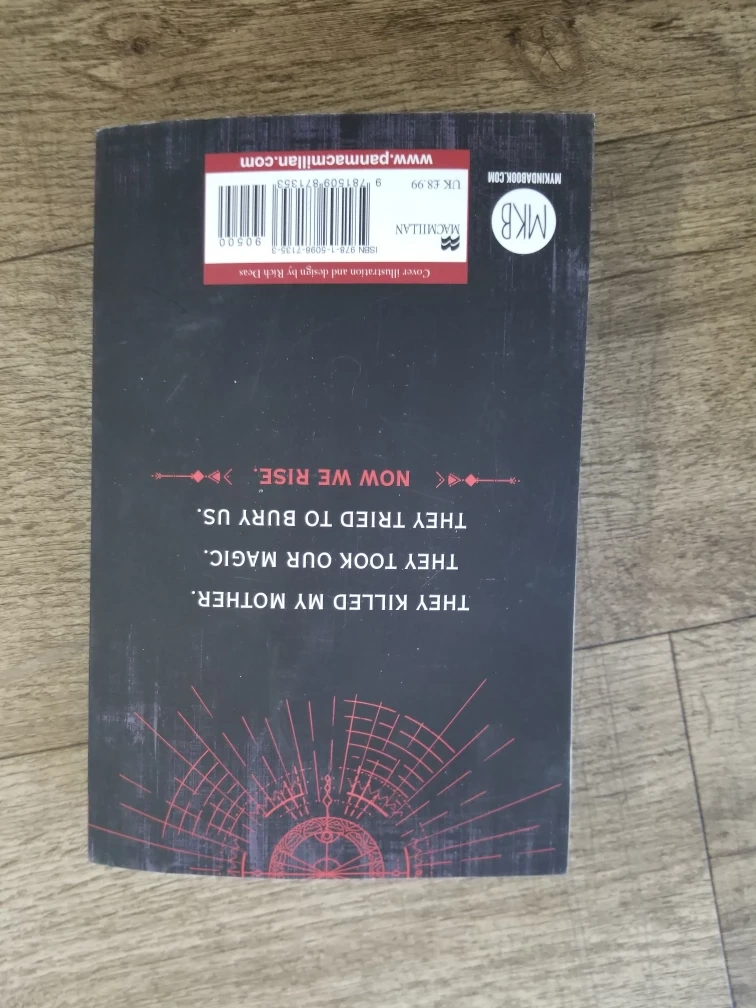 THEY KILLED MY MOTHER.
THEY TOOK OUR MAGIC.
THEY TRIED TO BURY US.
NOW WE RISE.
MKB
MYKINDABOOK.COM
Cover illustration and design by Rich Deas
MACMILLAN
UK £8.99
ISBN 978-1-5098-7135-3
90500
9 781509 871353
www.panmacmillan.com